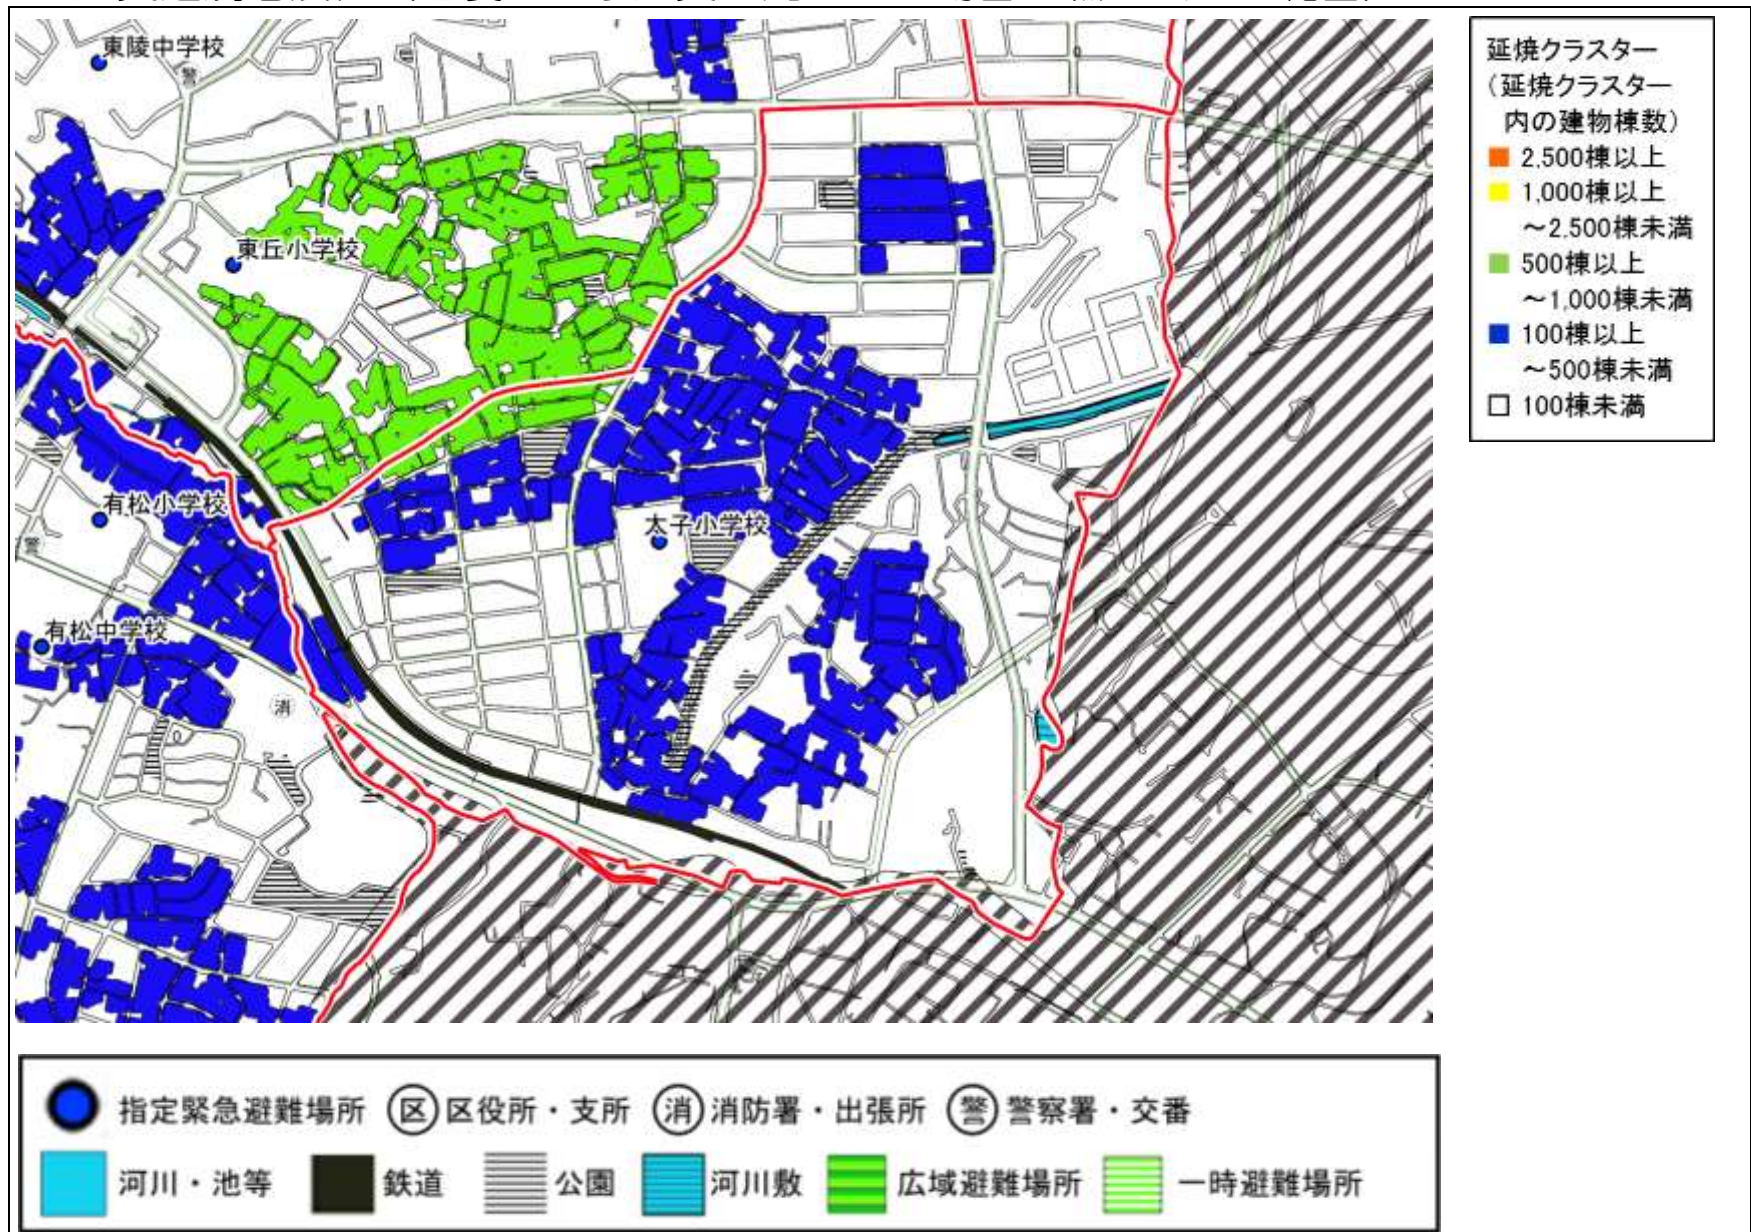 東陵中学校
警
東丘小学校
有松小学校
警
太子小学校
有松中学校
消
延焼クラスター
(延焼クラスター
内の建物棟数)
2,500棟以上
1,000棟以上
～2,500棟未満
500棟以上
～1,000棟未満
100棟以上
～500棟未満
100棟未満
指定緊急避難場所 区 区役所・支所 消 消防署・出張所 警 警察署・交番
河川・池等 鉄道 公園 河川敷 広域避難場所 一時避難場所